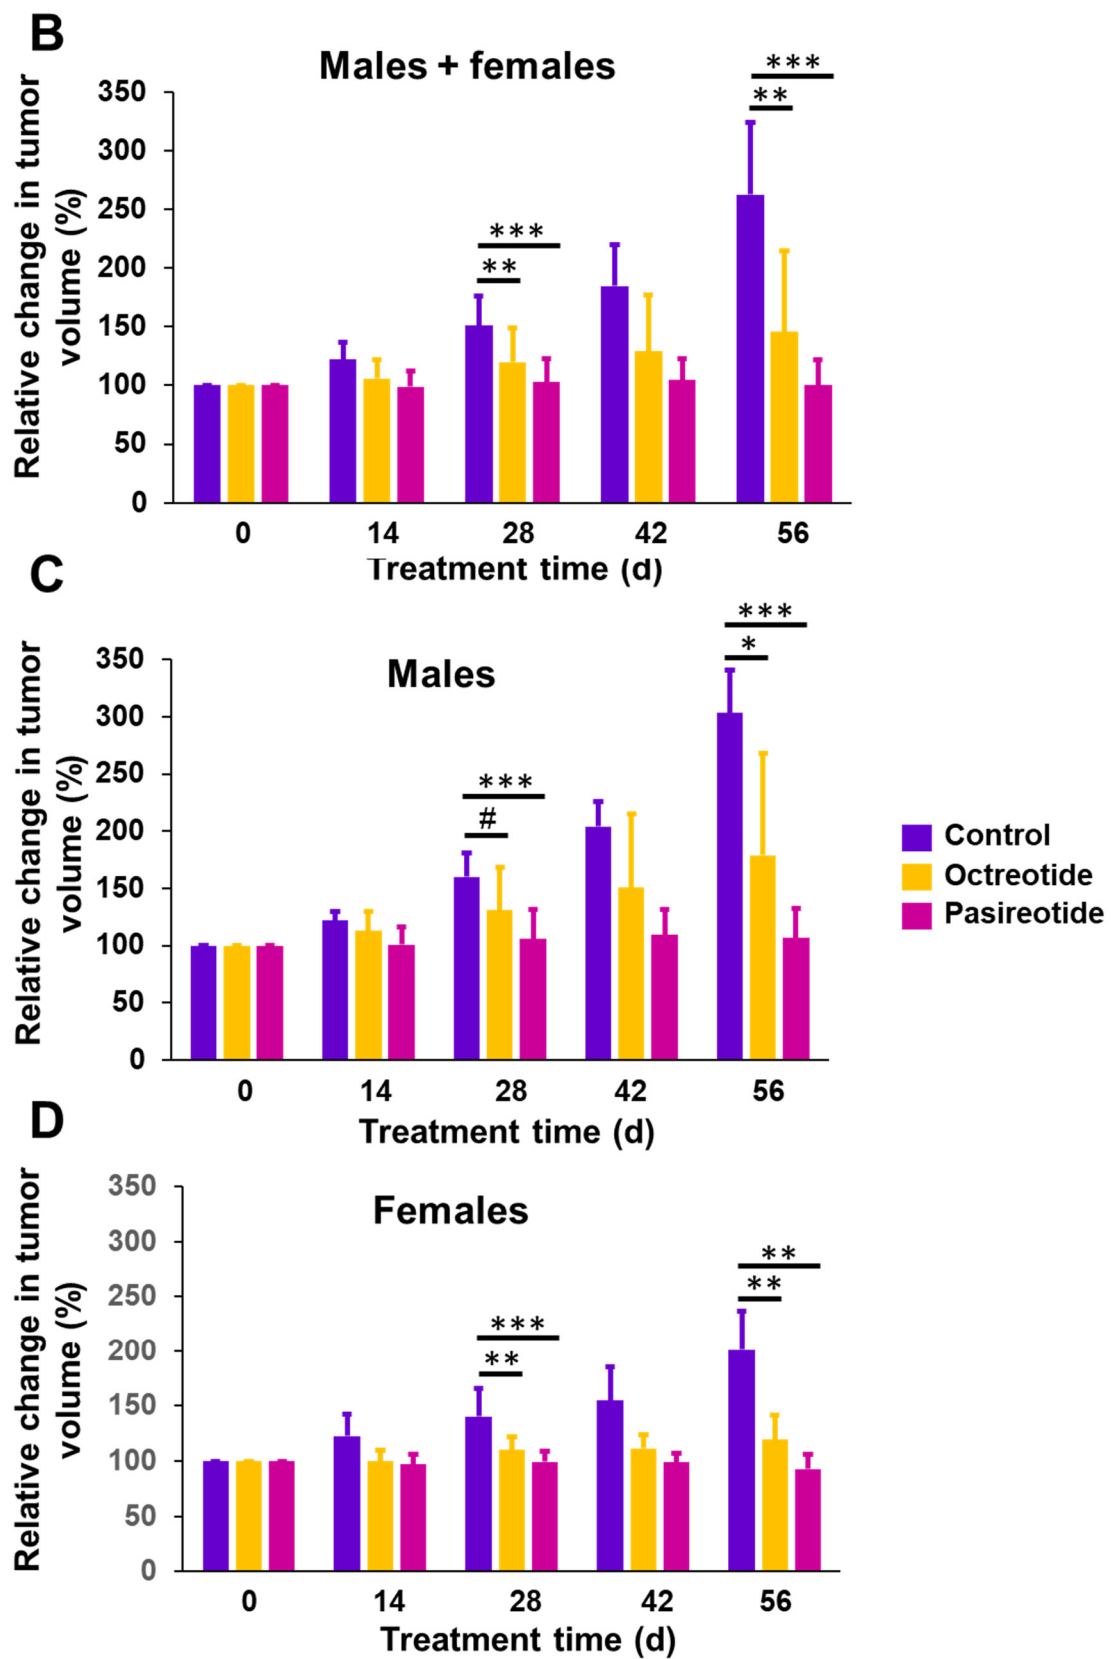 B
Males + females
Relative change in tumor
volume (%)
350
300
250
200
150
100
50
0
***
**
***
**
0 14 28 42 56
Treatment time (d)
C
Males
Relative change in tumor
volume (%)
350
300
250
200
150
100
50
0
***
#
***
*
0 14 28 42 56
Treatment time (d)
Control
Octreotide
Pasireotide
D
Females
Relative change in tumor
volume (%)
350
300
250
200
150
100
50
0
***
**
**
**
0 14 28 42 56
Treatment time (d)